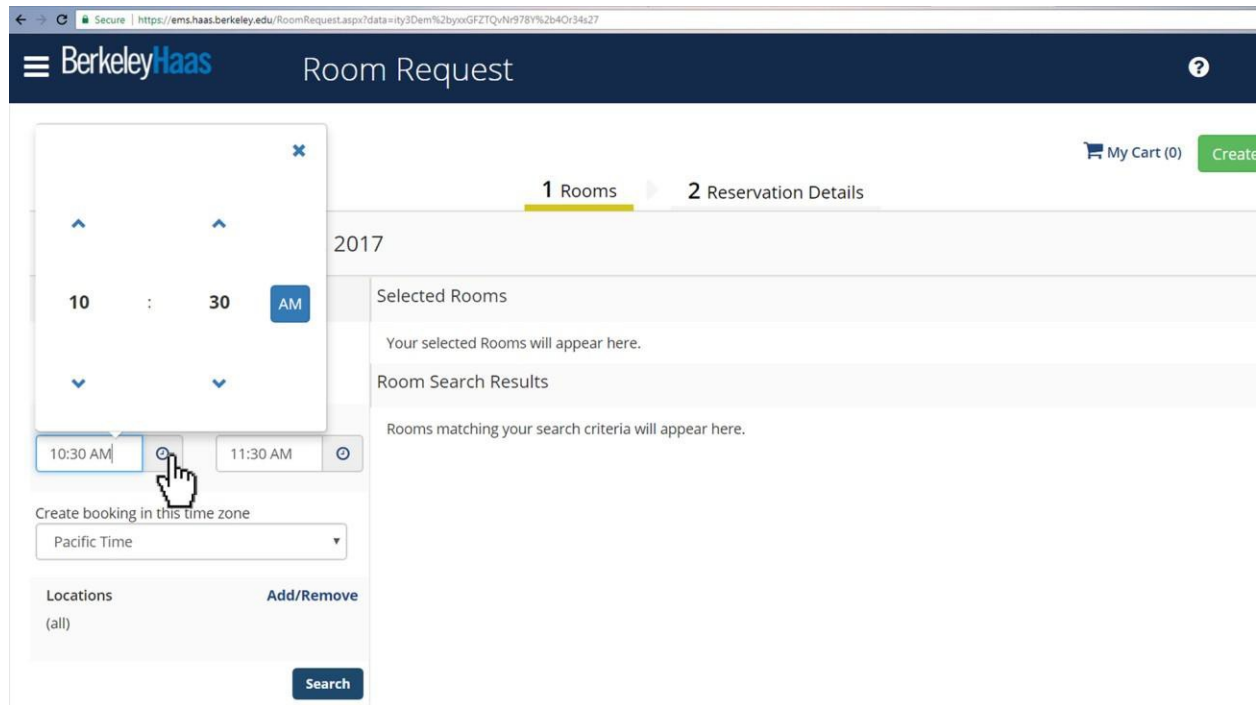 Secure | https://ems.haas.berkeley.edu/RoomRequest.aspx?data=ity3Dem%2byxxGFZTQvNr978Y%2b4Or34s27
BerkeleyHaas
Room Request
?
My Cart (0)
Create
1 Rooms
2 Reservation Details
2017
10 : 30 AM
Selected Rooms
Your selected Rooms will appear here.
Room Search Results
Rooms matching your search criteria will appear here.
10:30 AM
11:30 AM
Create booking in this time zone
Pacific Time
Locations
Add/Remove
(all)
Search